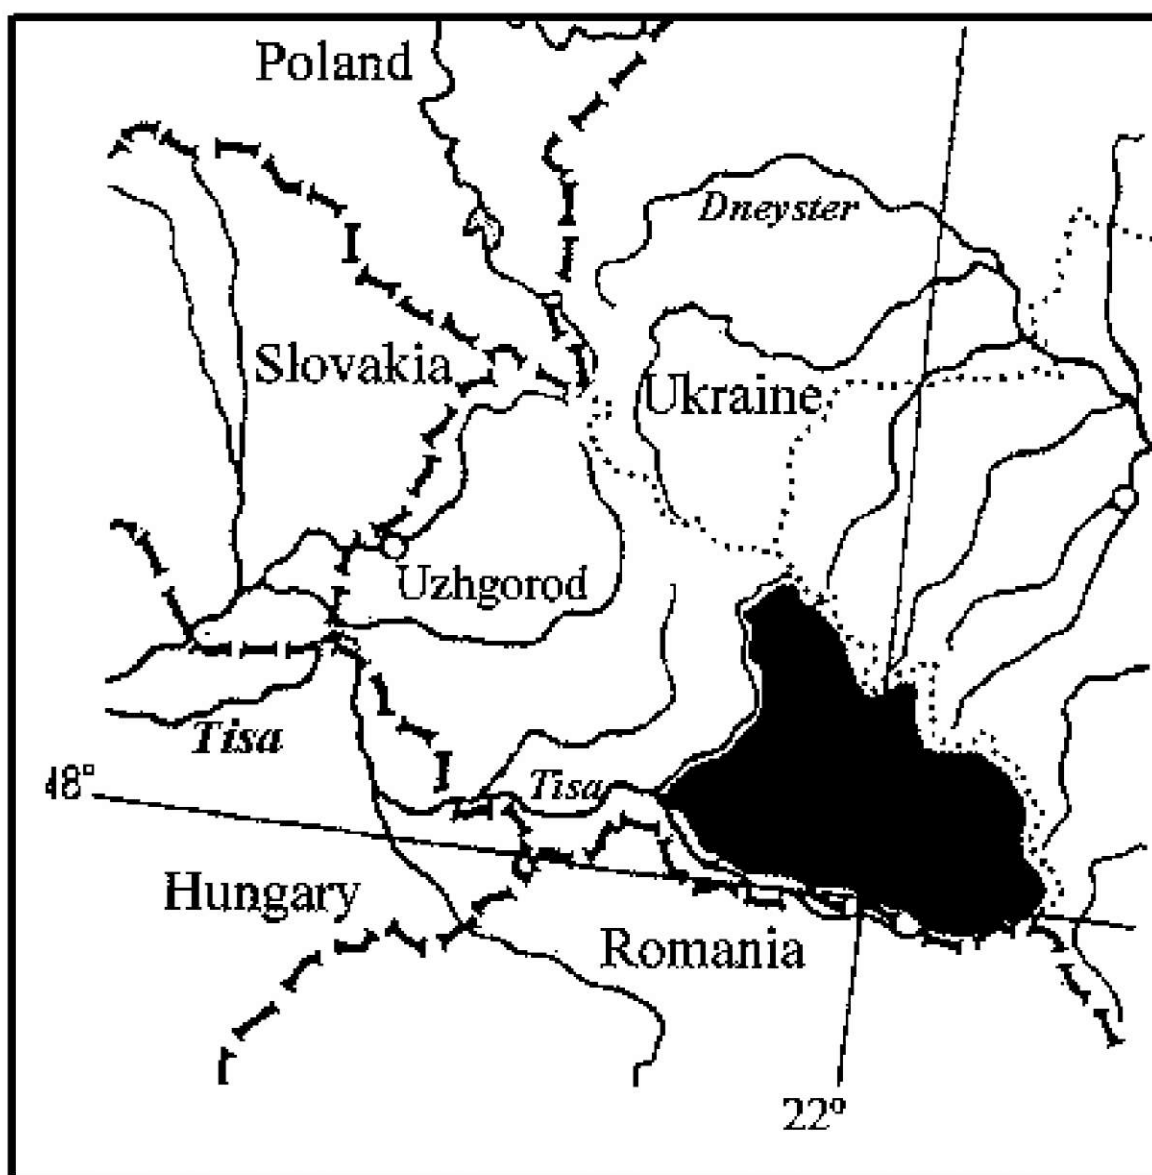 Poland
Dneyster
Slovakia
Ukraine
Uzhgorod
Tisa
48°
Tisa
Hungary
Romania
22°